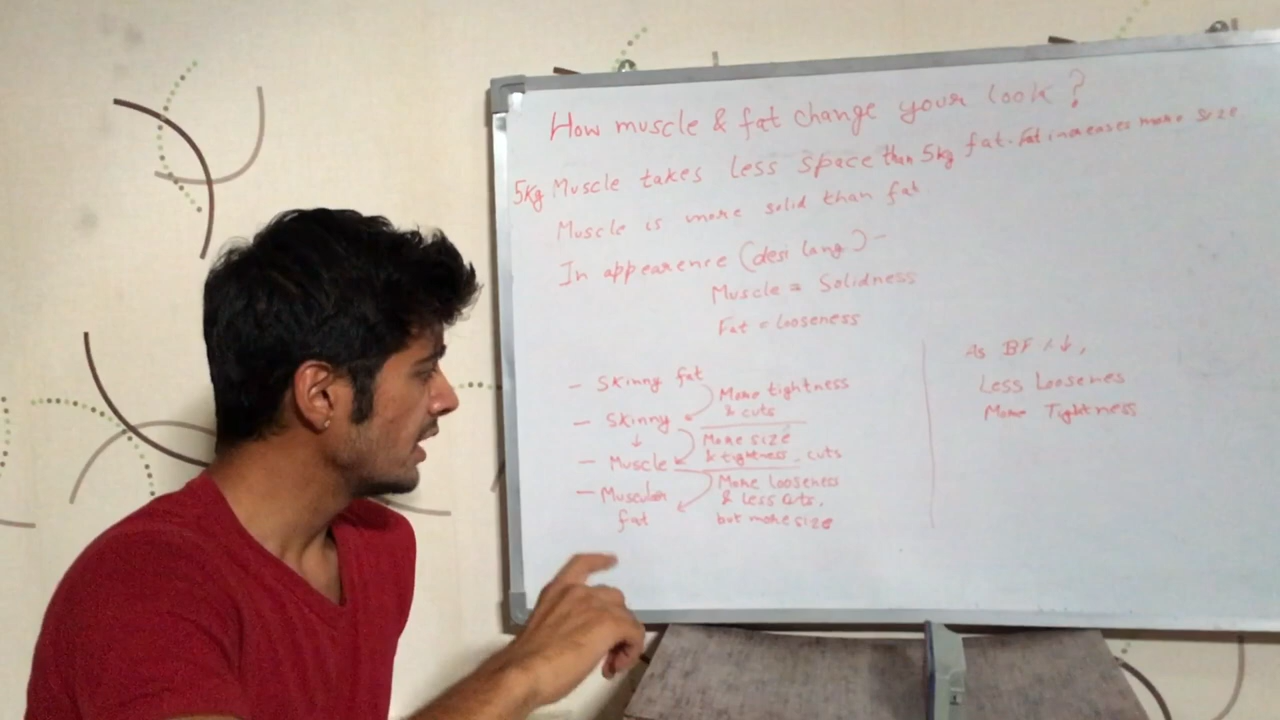 How muscle & fat change your look?
5kg Muscle takes less space than 5kg fat. fat increases more size.
Muscle is more solid than fat
In appearence (desi lang) -
Muscle = Solidness
Fat = Looseness
- Skinny fat
More tightness
& cuts
- Skinny
↓
More size
& tightness, cuts
- Muscle
More looseness
& less cuts,
but more size
- Muscular
fat
As BF ↓,
Less Loosenes
More Tightness